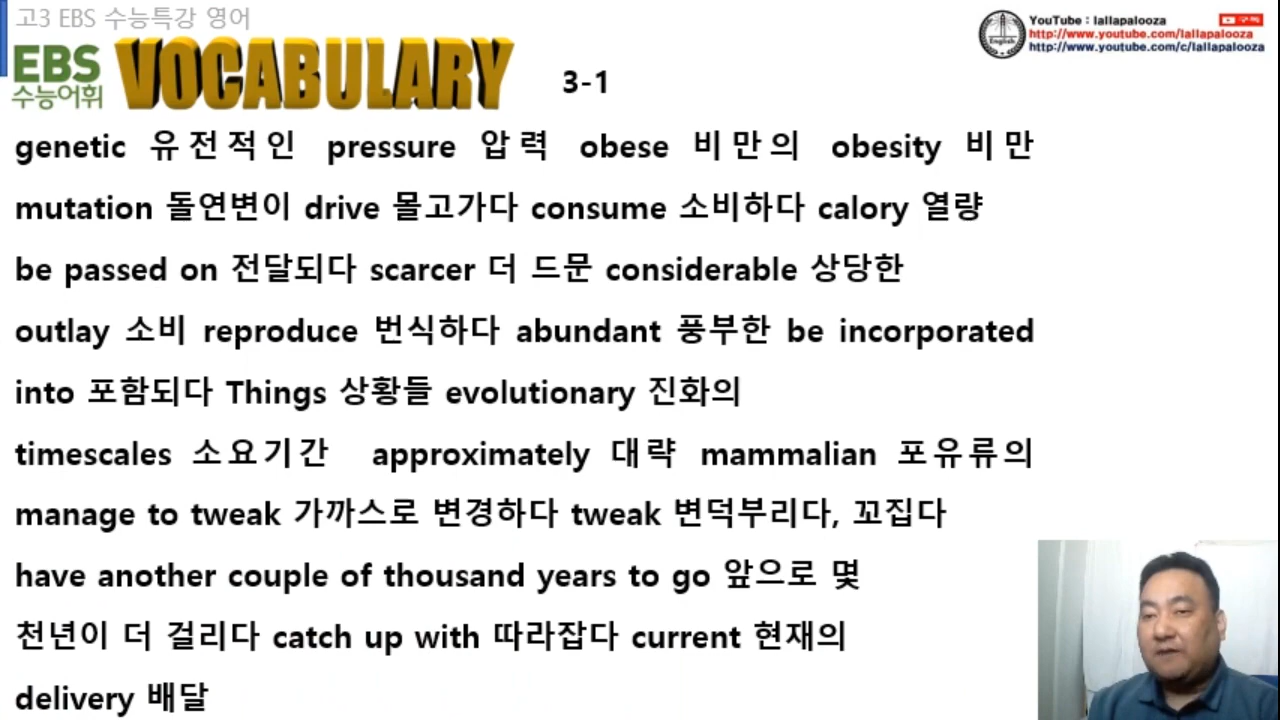 고3 EBS 수능특강 영어
EBS
수능어휘
VOCABULARY
3-1
YouTube : lallapalooza
구독
http://www.youtube.com/lallapalooza
http://www.youtube.com/c/lallapalooza
English
genetic 유전적인 pressure 압력 obese 비만의 obesity 비만
mutation 돌연변이 drive 몰고가다 consume 소비하다 calory 열량
be passed on 전달되다 scarcer 더 드문 considerable 상당한
outlay 소비 reproduce 번식하다 abundant 풍부한 be incorporated
into 포함되다 Things 상황들 evolutionary 진화의
timescales 소요기간 approximately 대략 mammalian 포유류의
manage to tweak 가까스로 변경하다 tweak 변덕부리다, 꼬집다
have another couple of thousand years to go 앞으로 몇
천년이 더 걸리다 catch up with 따라잡다 current 현재의
delivery 배달